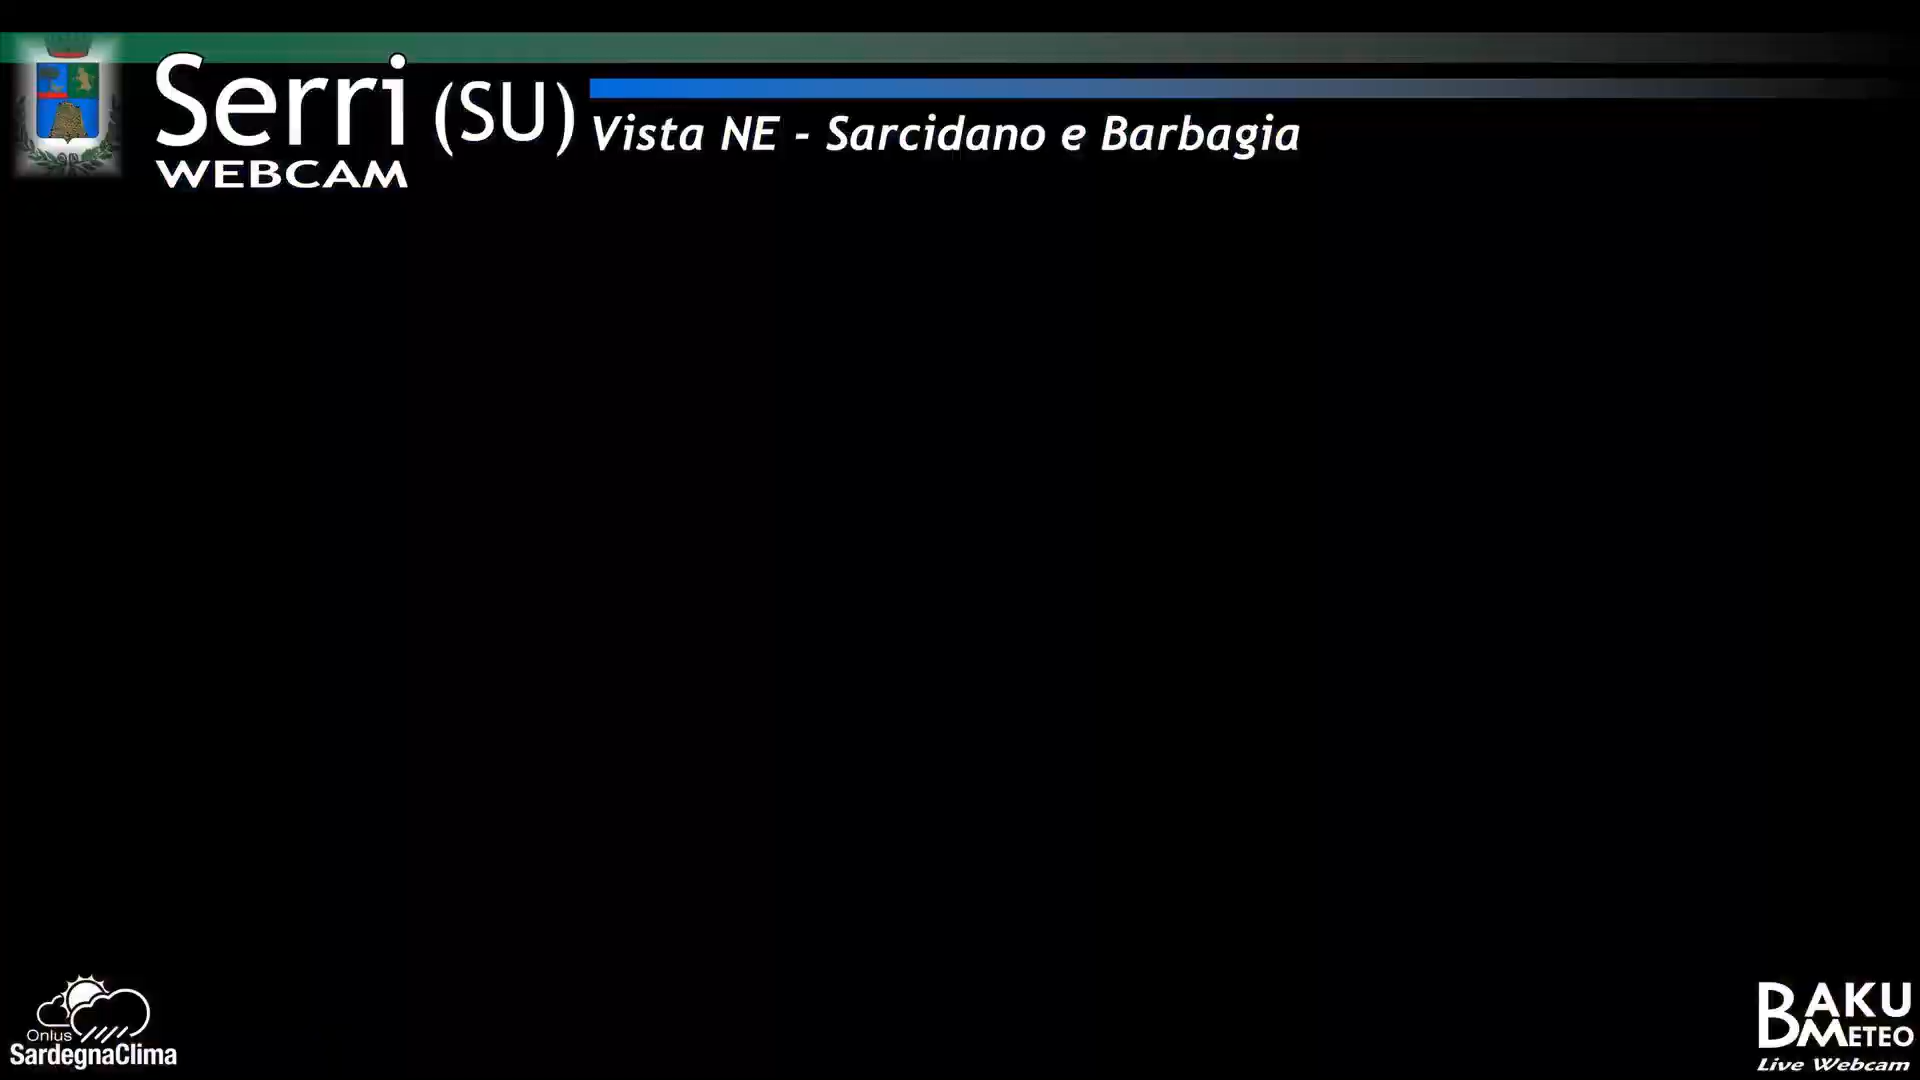 Serri (SU)
WEBCAM
Vista NE - Sarcidano e Barbagia
Onlus
SardegnaClima
BAKU
METEO
Live Webcam